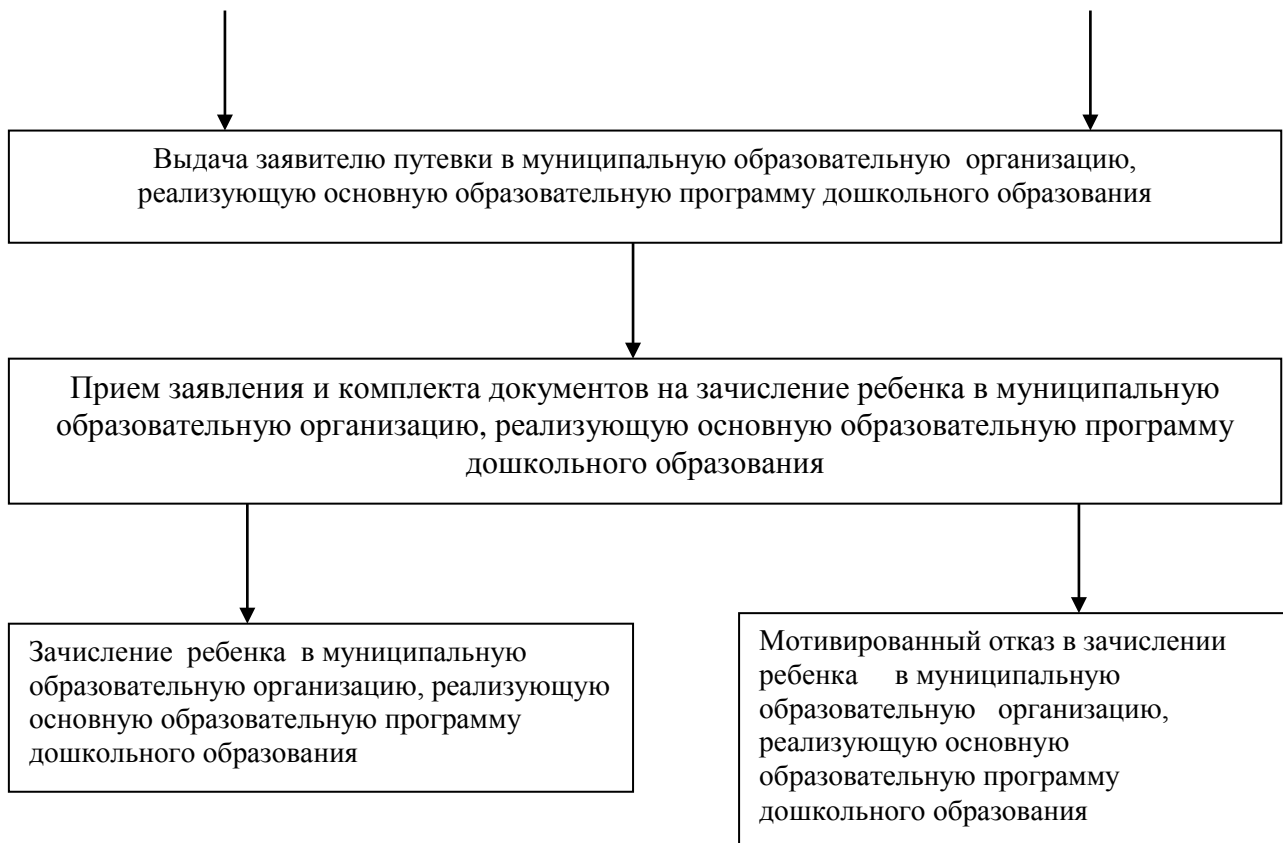 Выдача заявителю путевки в муниципальную образовательную организацию,
реализующую основную образовательную программу дошкольного образования
Прием заявления и комплекта документов на зачисление ребенка в муниципальную
образовательную организацию, реализующую основную образовательную программу
дошкольного образования
Зачисление ребенка в муниципальную
образовательную организацию, реализующую
основную образовательную программу
дошкольного образования
Мотивированный отказ в зачислении
ребенка в муниципальную
образовательную организацию,
реализующую основную
образовательную программу
дошкольного образования